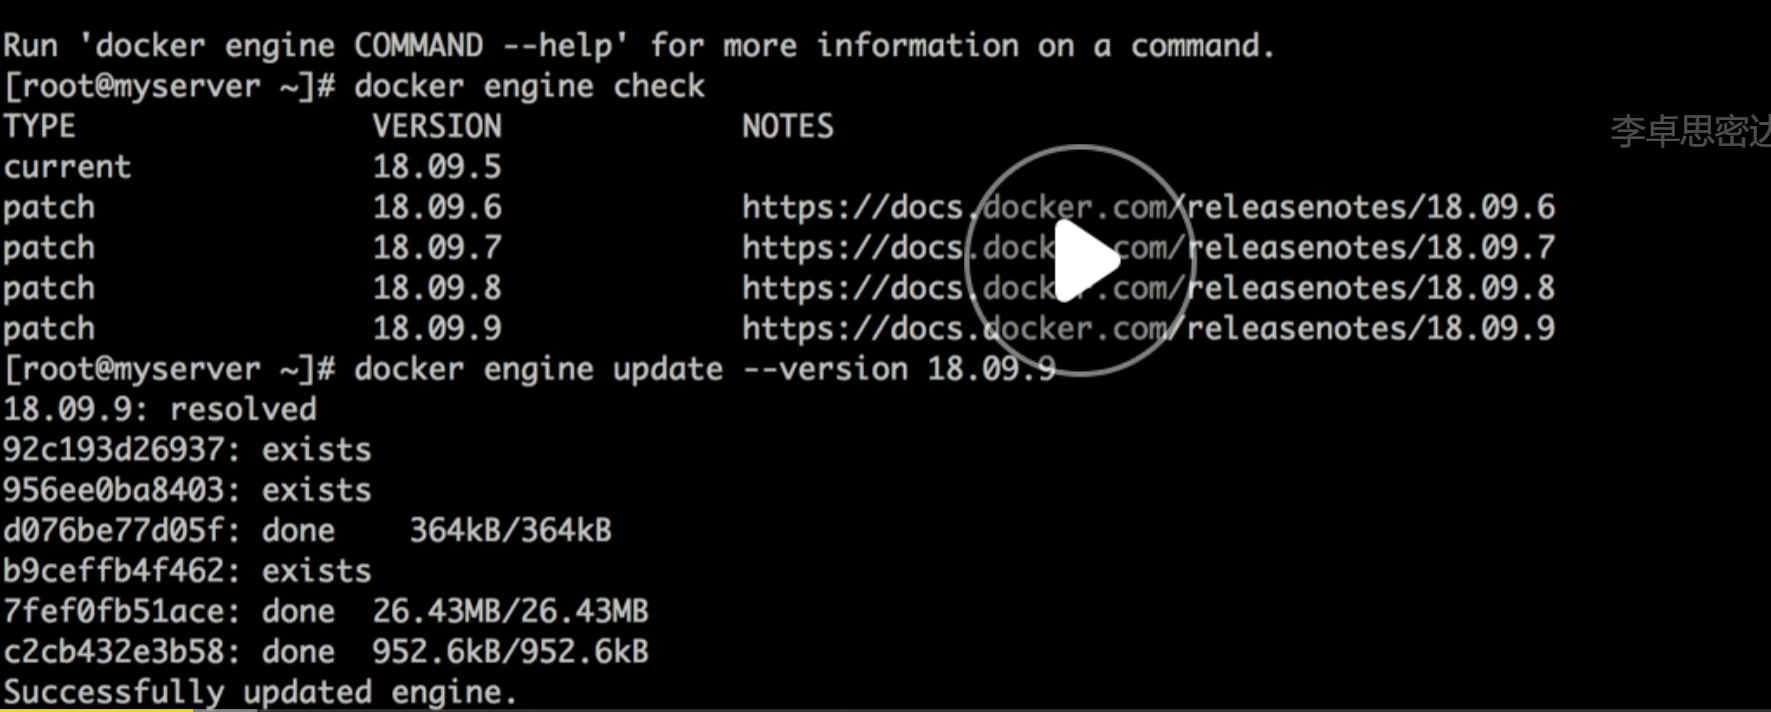 Run 'docker engine COMMAND --help' for more information on a command.
[root@myserver ~]# docker engine check
TYPE VERSION NOTES
current 18.09.5
patch 18.09.6 https://docs.docker.com/releasenotes/18.09.6
patch 18.09.7 https://docs.docker.com/releasenotes/18.09.7
patch 18.09.8 https://docs.docker.com/releasenotes/18.09.8
patch 18.09.9 https://docs.docker.com/releasenotes/18.09.9
[root@myserver ~]# docker engine update --version 18.09.9
18.09.9: resolved
92c193d26937: exists
956ee0ba8403: exists
d076be77d05f: done 364kB/364kB
b9ceffb4f462: exists
7fef0fb51ace: done 26.43MB/26.43MB
c2cb432e3b58: done 952.6kB/952.6kB
Successfully updated engine.
李卓思密达